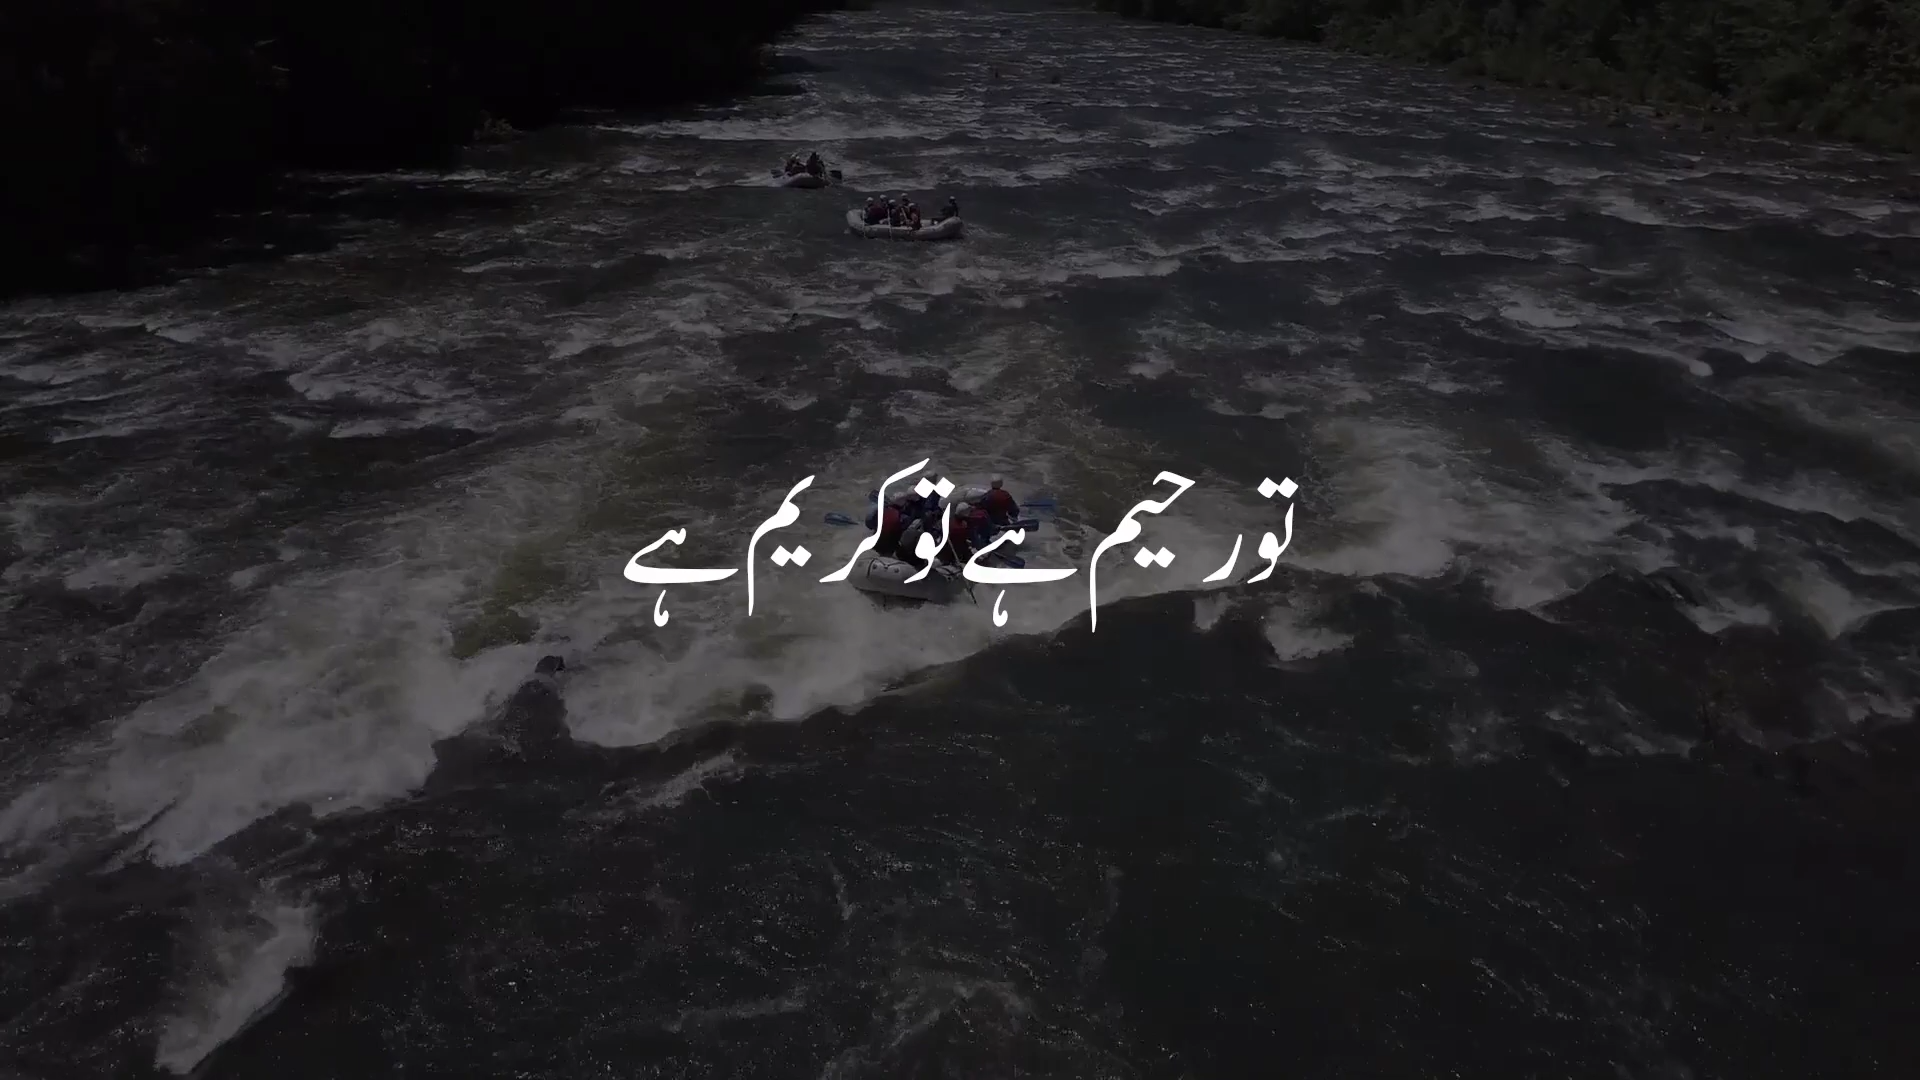 تو رحیم ہے تو کریم ہے